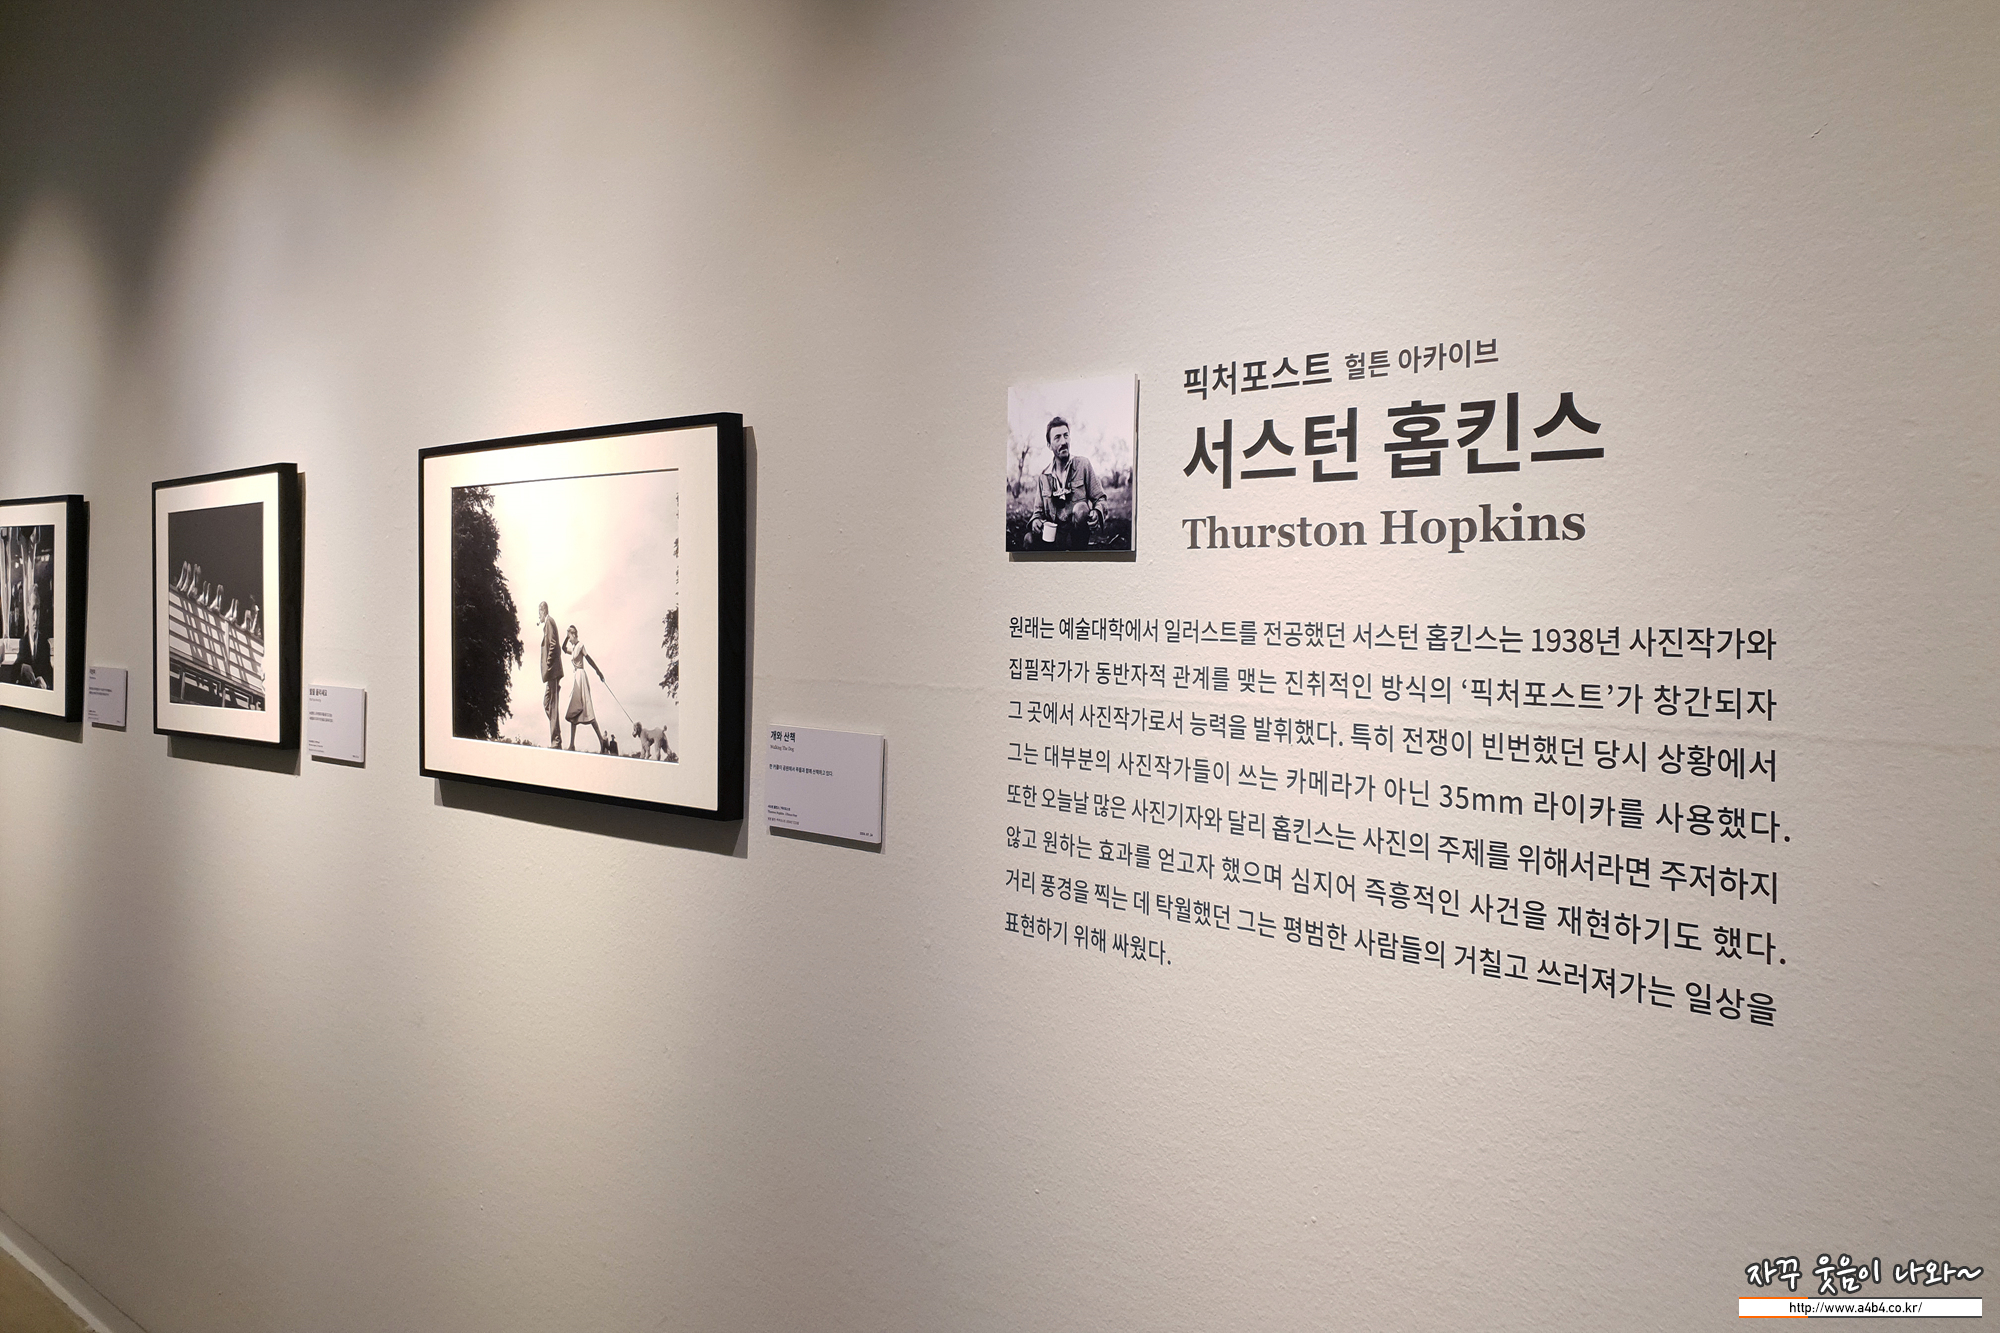 픽처포스트 헐튼 아카이브
서스턴 홉킨스
Thurston Hopkins
원래는 예술대학에서 일러스트를 전공했던 서스턴 홉킨스는 1938년 사진작가와
집필작가가 동반자적 관계를 맺는 진취적인 방식의 ‘픽처포스트’가 창간되자
그 곳에서 사진작가로서 능력을 발휘했다. 특히 전쟁이 빈번했던 당시 상황에서
그는 대부분의 사진작가들이 쓰는 카메라가 아닌 35mm 라이카를 사용했다.
또한 오늘날 많은 사진기자와 달리 홉킨스는 사진의 주제를 위해서라면 주저하지
않고 원하는 효과를 얻고자 했으며 심지어 즉흥적인 사건을 재현하기도 했다.
거리 풍경을 찍는 데 탁월했던 그는 평범한 사람들의 거칠고 쓰러져가는 일상을
표현하기 위해 싸웠다.
개와 산책
Walking The Dog
자꾸 웃음이 나와~
http://www.a4b4.co.kr/